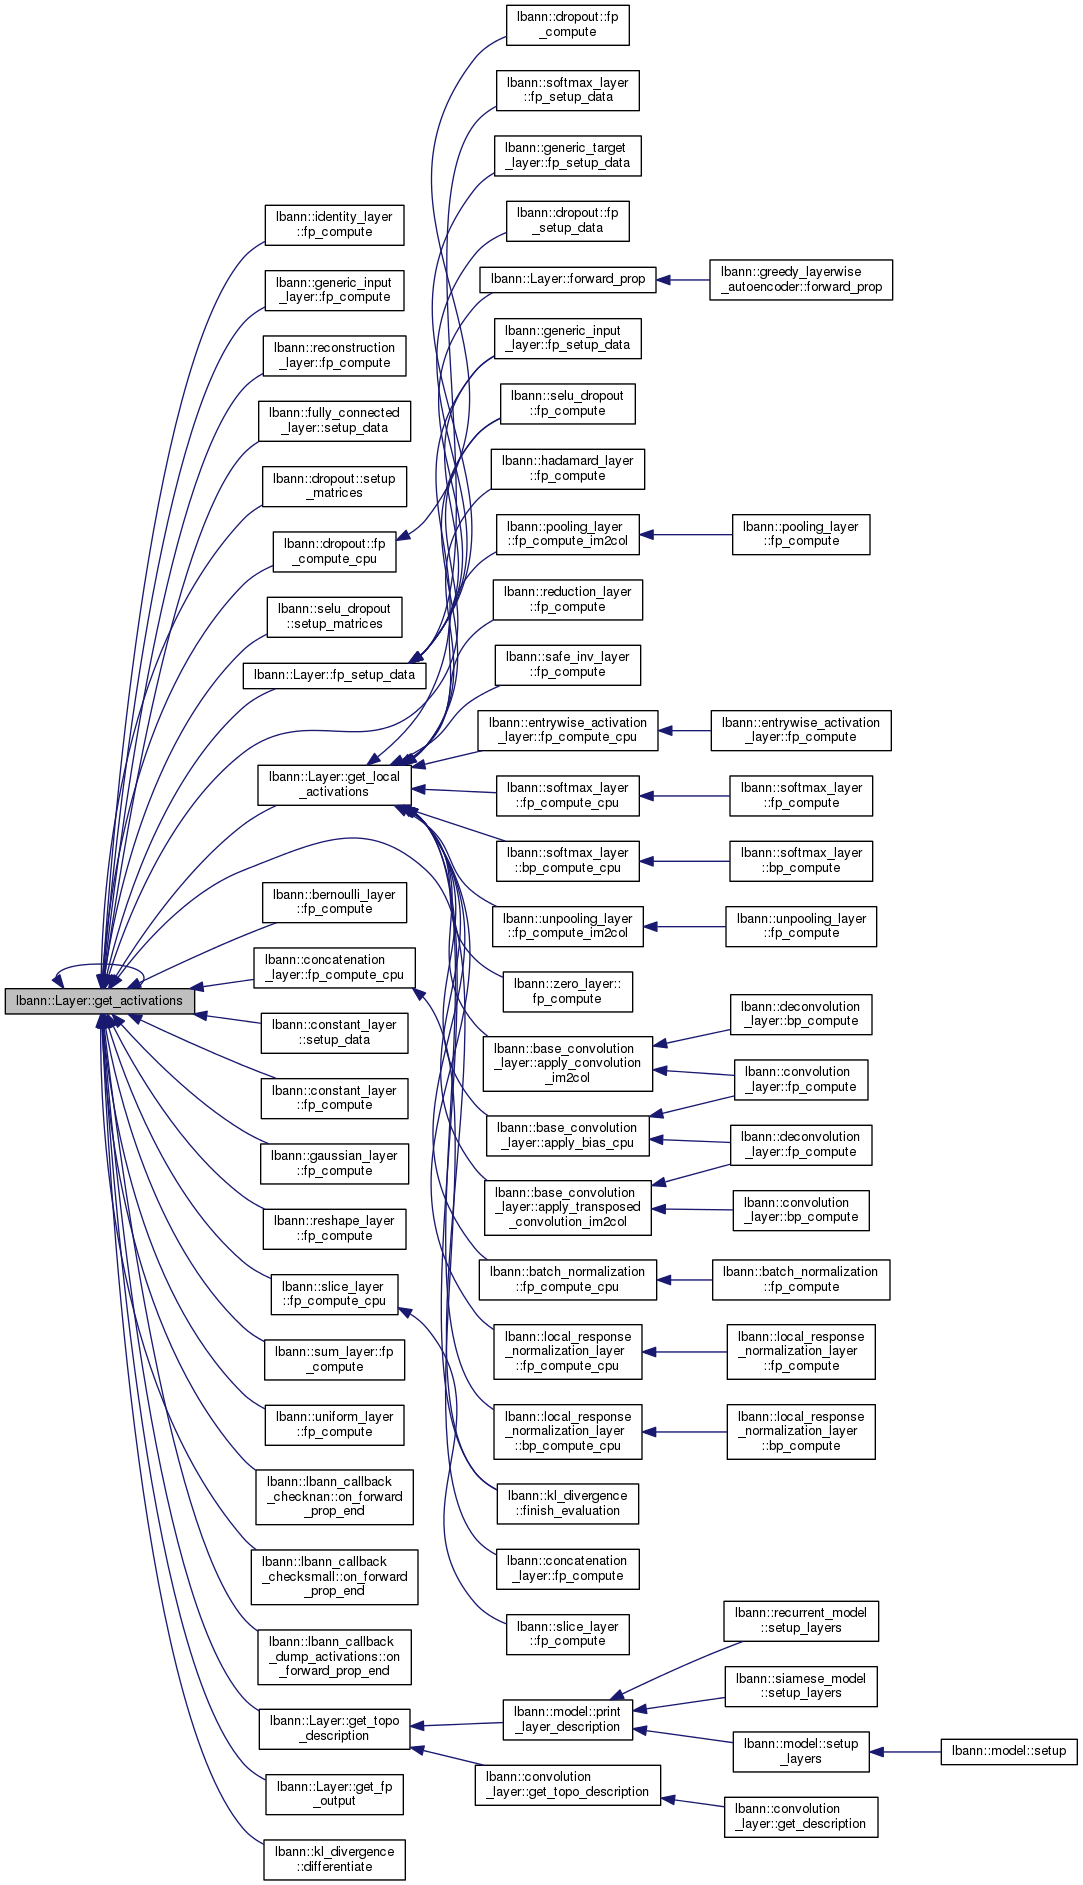 lbann::Layer::get_activations
lbann::identity_layer
::fp_compute
lbann::generic_input
_layer::fp_compute
lbann::reconstruction
_layer::fp_compute
lbann::fully_connected
_layer::setup_data
lbann::dropout::setup
_matrices
lbann::dropout::fp
_compute_cpu
lbann::selu_dropout
::setup_matrices
lbann::Layer::fp_setup_data
lbann::Layer::get_local
_activations
lbann::bernoulli_layer
::fp_compute
lbann::concatenation
_layer::fp_compute_cpu
lbann::constant_layer
::setup_data
lbann::constant_layer
::fp_compute
lbann::gaussian_layer
::fp_compute
lbann::reshape_layer
::fp_compute
lbann::slice_layer
::fp_compute_cpu
lbann::sum_layer::fp
_compute
lbann::uniform_layer
::fp_compute
lbann::lbann_callback
_checknan::on_forward
_prop_end
lbann::lbann_callback
_checksmall::on_forward
_prop_end
lbann::lbann_callback
_dump_activations::on
_forward_prop_end
lbann::Layer::get_topo
_description
lbann::Layer::get_fp
_output
lbann::kl_divergence
::differentiate
lbann::dropout::fp
_compute
lbann::softmax_layer
::fp_setup_data
lbann::generic_target
_layer::fp_setup_data
lbann::dropout::fp
_setup_data
lbann::Layer::forward_prop
lbann::generic_input
_layer::fp_setup_data
lbann::selu_dropout
::fp_compute
lbann::hadamard_layer
::fp_compute
lbann::pooling_layer
::fp_compute_im2col
lbann::reduction_layer
::fp_compute
lbann::safe_inv_layer
::fp_compute
lbann::entrywise_activation
_layer::fp_compute_cpu
lbann::softmax_layer
::fp_compute_cpu
lbann::softmax_layer
::bp_compute_cpu
lbann::unpooling_layer
::fp_compute_im2col
lbann::zero_layer::
fp_compute
lbann::base_convolution
_layer::apply_convolution
_im2col
lbann::base_convolution
_layer::apply_bias_cpu
lbann::base_convolution
_layer::apply_transposed
_convolution_im2col
lbann::batch_normalization
::fp_compute_cpu
lbann::local_response
_normalization_layer
::fp_compute_cpu
lbann::local_response
_normalization_layer
::bp_compute_cpu
lbann::kl_divergence
::finish_evaluation
lbann::concatenation
_layer::fp_compute
lbann::slice_layer
::fp_compute
lbann::model::print
_layer_description
lbann::convolution
_layer::get_topo_description
lbann::greedy_layerwise
_autoencoder::forward_prop
lbann::pooling_layer
::fp_compute
lbann::entrywise_activation
_layer::fp_compute
lbann::softmax_layer
::fp_compute
lbann::softmax_layer
::bp_compute
lbann::unpooling_layer
::fp_compute
lbann::deconvolution
_layer::bp_compute
lbann::convolution
_layer::fp_compute
lbann::deconvolution
_layer::fp_compute
lbann::convolution
_layer::bp_compute
lbann::batch_normalization
::fp_compute
lbann::local_response
_normalization_layer
::fp_compute
lbann::local_response
_normalization_layer
::bp_compute
lbann::recurrent_model
::setup_layers
lbann::siamese_model
::setup_layers
lbann::model::setup
_layers
lbann::convolution
_layer::get_description
lbann::model::setup